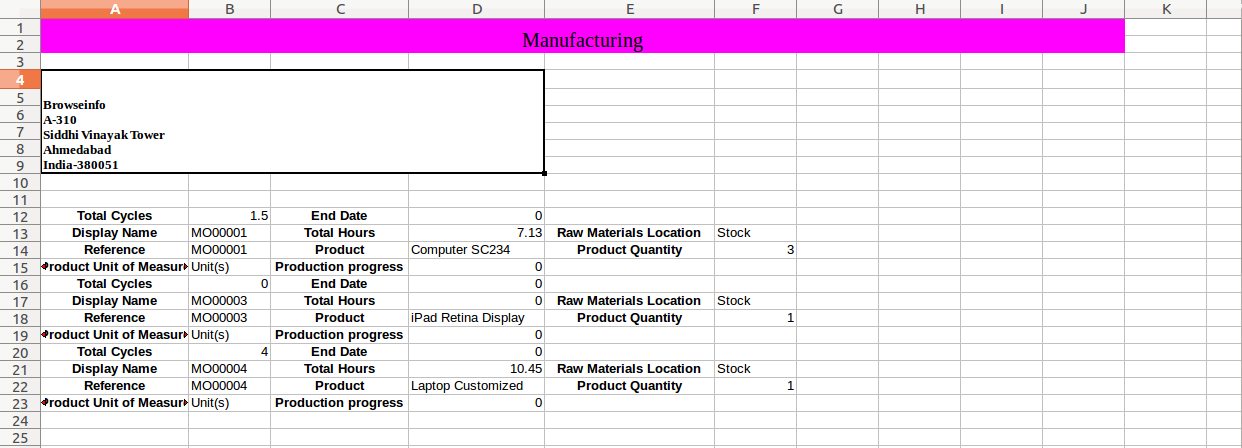 A B C D E F G H I J K
1
2 Manufacturing
3
4
5 Browseinfo
6 A-310
7 Siddhi Vinayak Tower
8 Ahmedabad
9 India-380051
10
11
12 Total Cycles 1.5 End Date 0
13 Display Name MO00001 Total Hours 7.13 Raw Materials Location Stock
14 Reference MO00001 Product Computer SC234 Product Quantity 3
15 Product Unit of Measur Unit(s) Production progress 0
16 Total Cycles 0 End Date 0
17 Display Name MO00003 Total Hours 0 Raw Materials Location Stock
18 Reference MO00003 Product iPad Retina Display Product Quantity 1
19 Product Unit of Measur Unit(s) Production progress 0
20 Total Cycles 4 End Date 0
21 Display Name MO00004 Total Hours 10.45 Raw Materials Location Stock
22 Reference MO00004 Product Laptop Customized Product Quantity 1
23 Product Unit of Measur Unit(s) Production progress 0
24
25